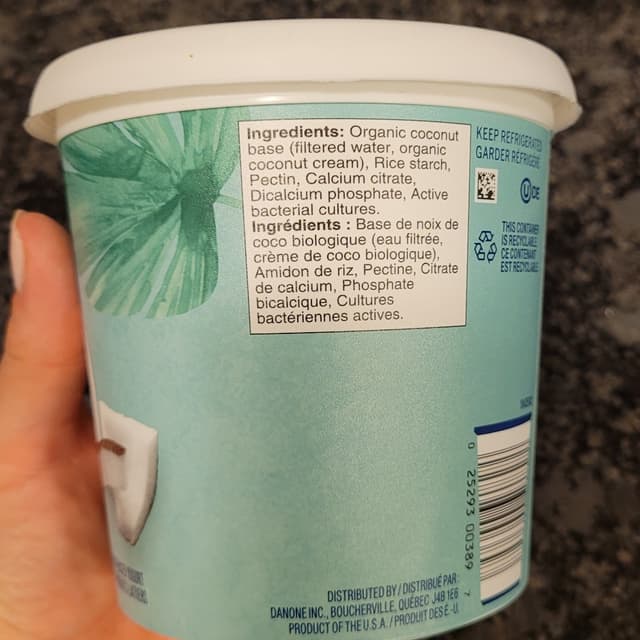 Ingredients: Organic coconut
base (filtered water, organic
coconut cream), Rice starch,
Pectin, Calcium citrate,
Dicalcium phosphate, Active
bacterial cultures.
Ingrédients : Base de noix de
coco biologique (eau filtrée,
crème de coco biologique),
Amidon de riz, Pectine, Citrate
de calcium, Phosphate
bicalcique, Cultures
bactériennes actives.
KEEP REFRIGERATED
GARDER RÉFRIGÉRÉ
THIS CONTAINER
IS RECYCLABLE
CE CONTENANT
EST RECYCLABLE
0 25293 00389 7
DISTRIBUTED BY / DISTRIBUÉ PAR :
DANONE INC., BOUCHERVILLE, QUÉBEC J4B 1E6
PRODUCT OF THE U.S.A. / PRODUIT DES É.-U.